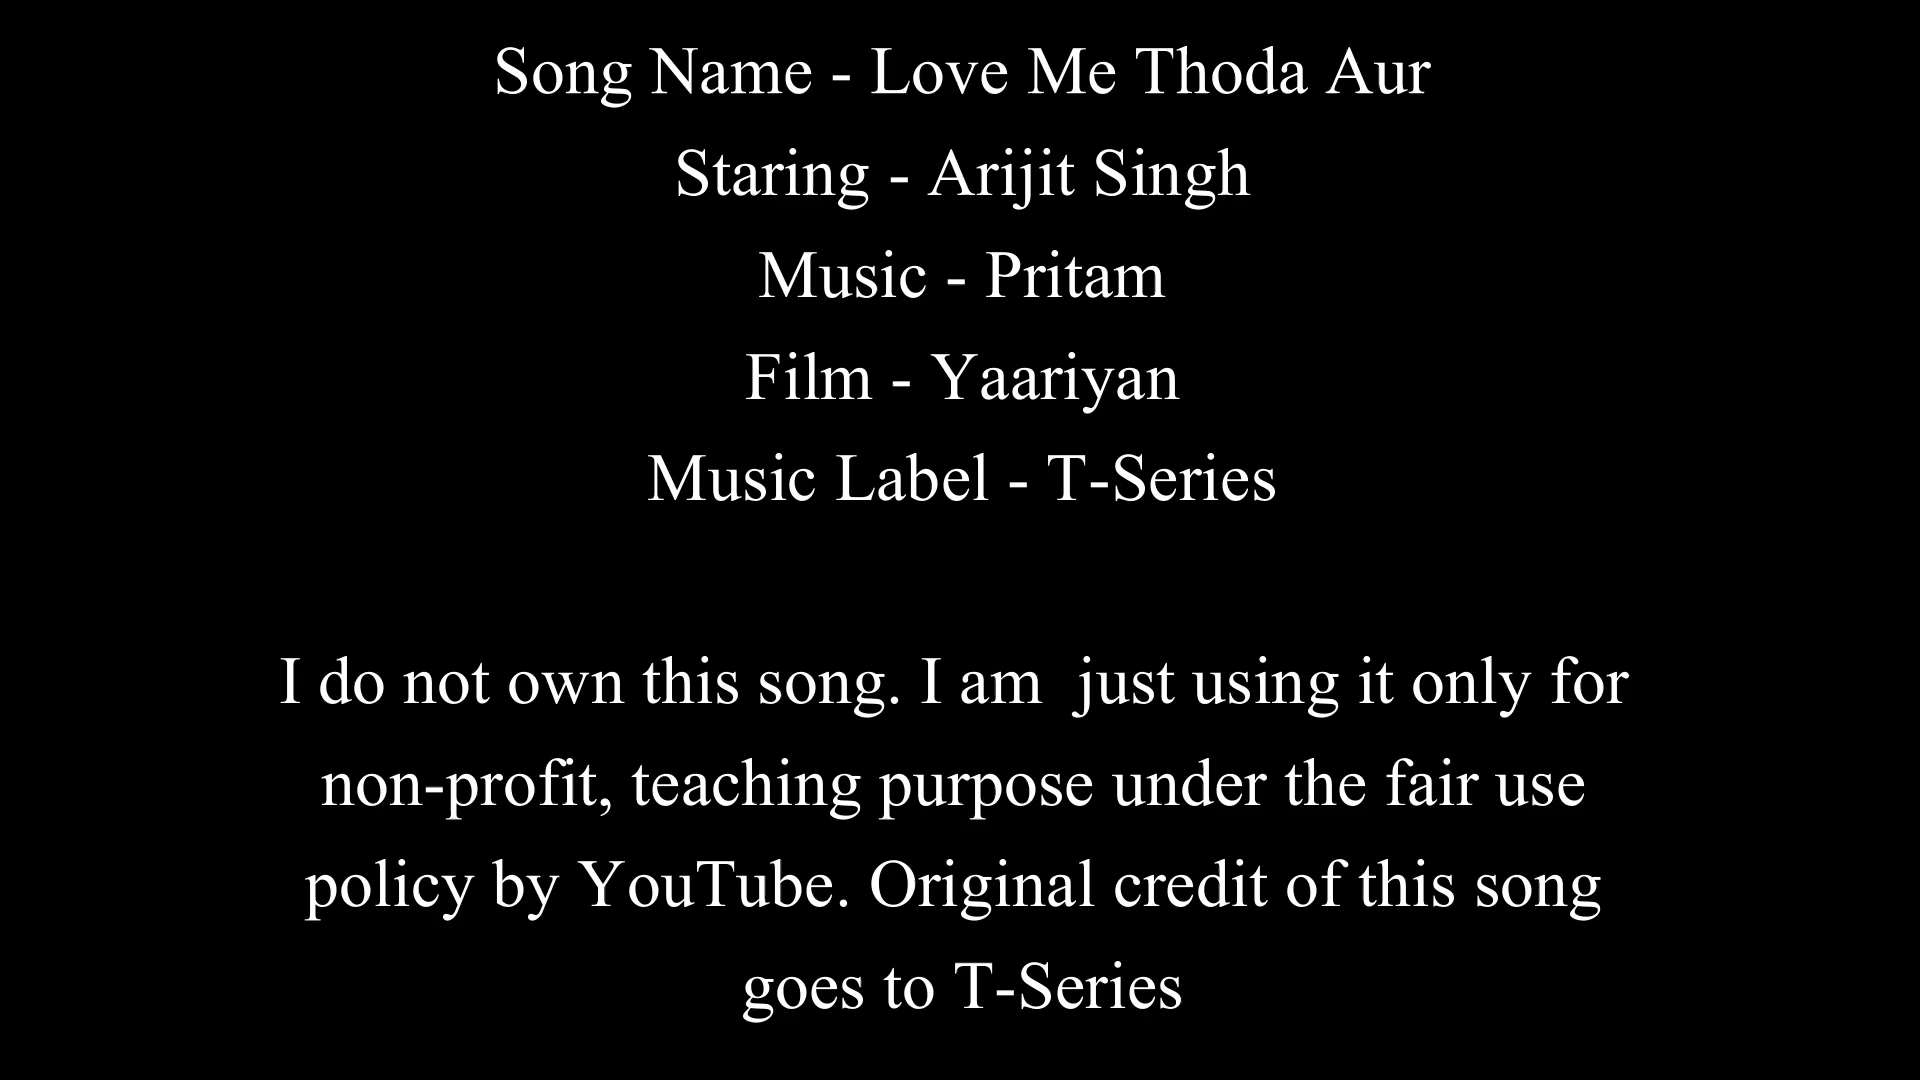 Song Name - Love Me Thoda Aur
Staring - Arijit Singh
Music - Pritam
Film - Yaariyan
Music Label - T-Series
I do not own this song. I am  just using it only for
non-profit, teaching purpose under the fair use
policy by YouTube. Original credit of this song
goes to T-Series